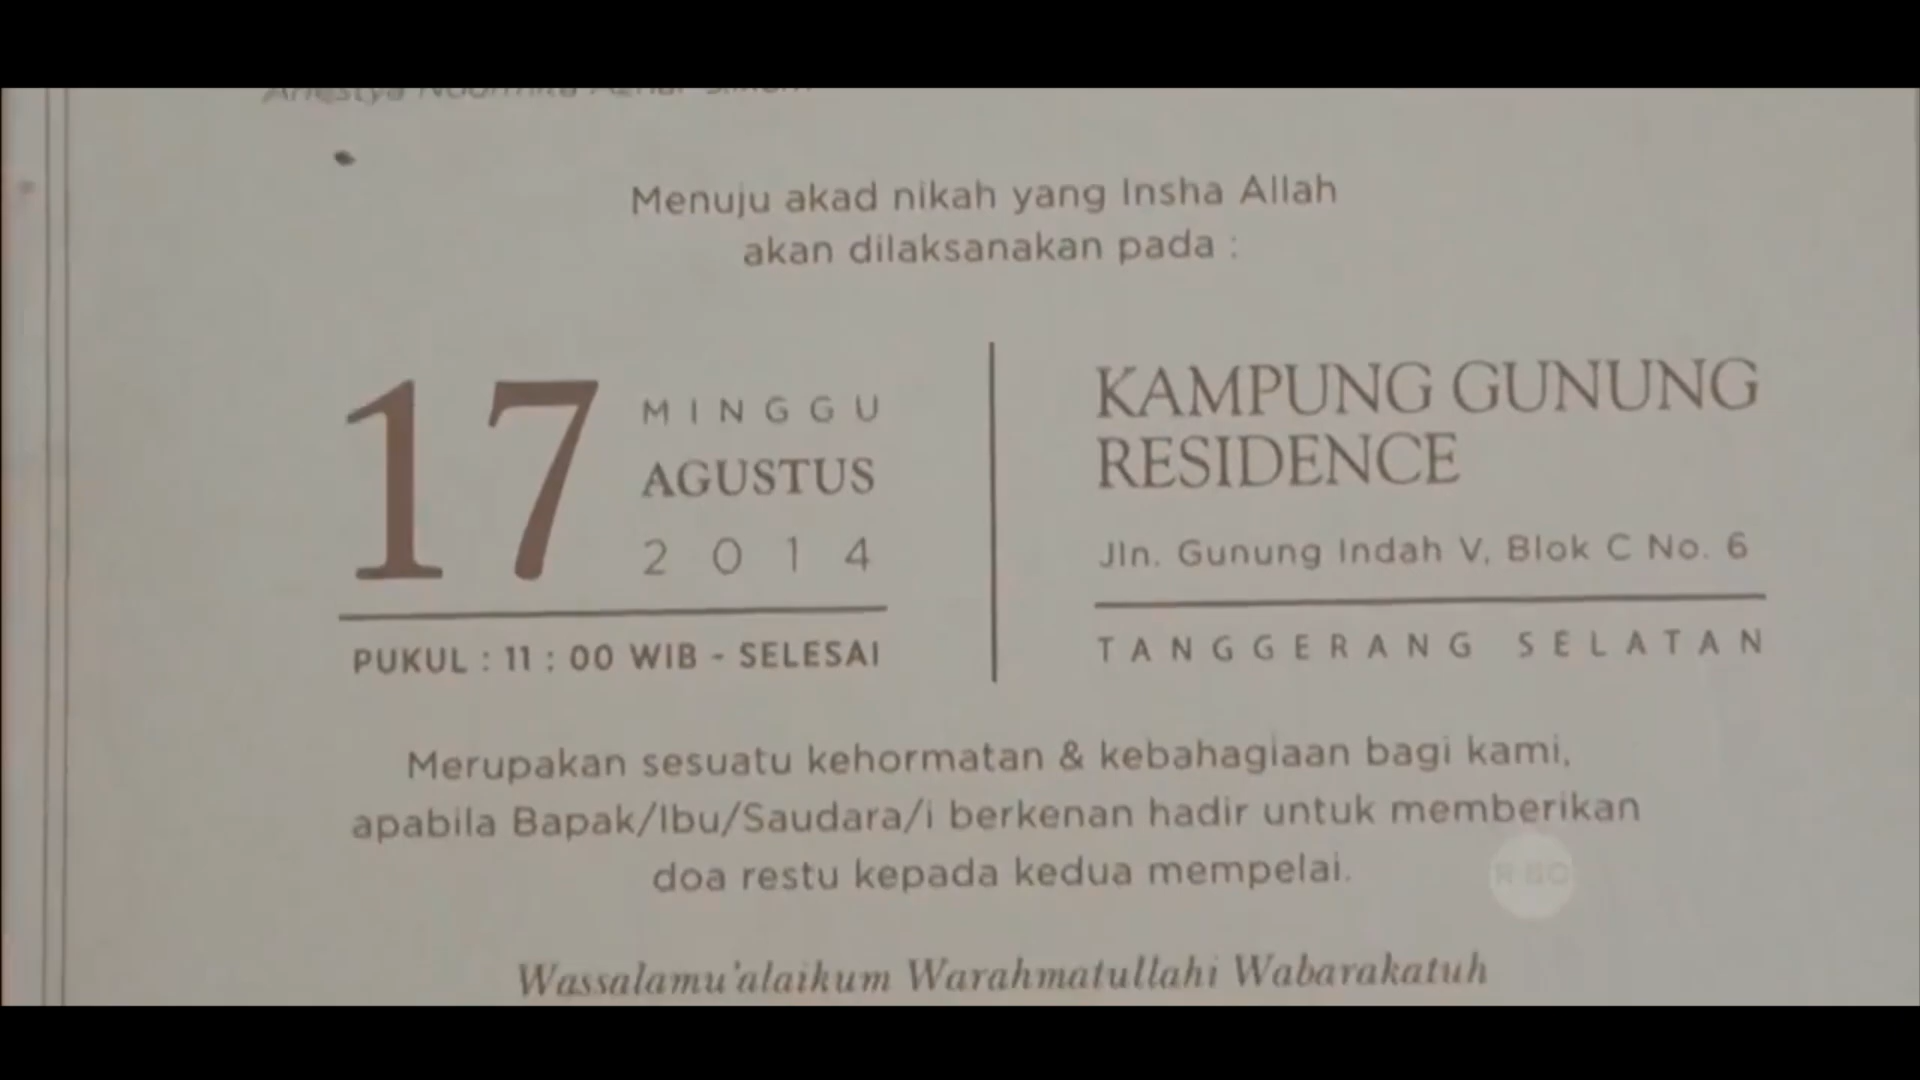 Menuju akad nikah yang Insha Allah
akan dilaksanakan pada :
17
MINGGU
AGUSTUS
2014
PUKUL : 11 : 00 WIB - SELESAI
KAMPUNG GUNUNG
RESIDENCE
Jln. Gunung Indah V, Blok C No. 6
TANGGERANG SELATAN
Merupakan sesuatu kehormatan & kebahagiaan bagi kami,
apabila Bapak/Ibu/Saudara/i berkenan hadir untuk memberikan
doa restu kepada kedua mempelai.
Wassalamu'alaikum Warahmatullahi Wabarakatuh